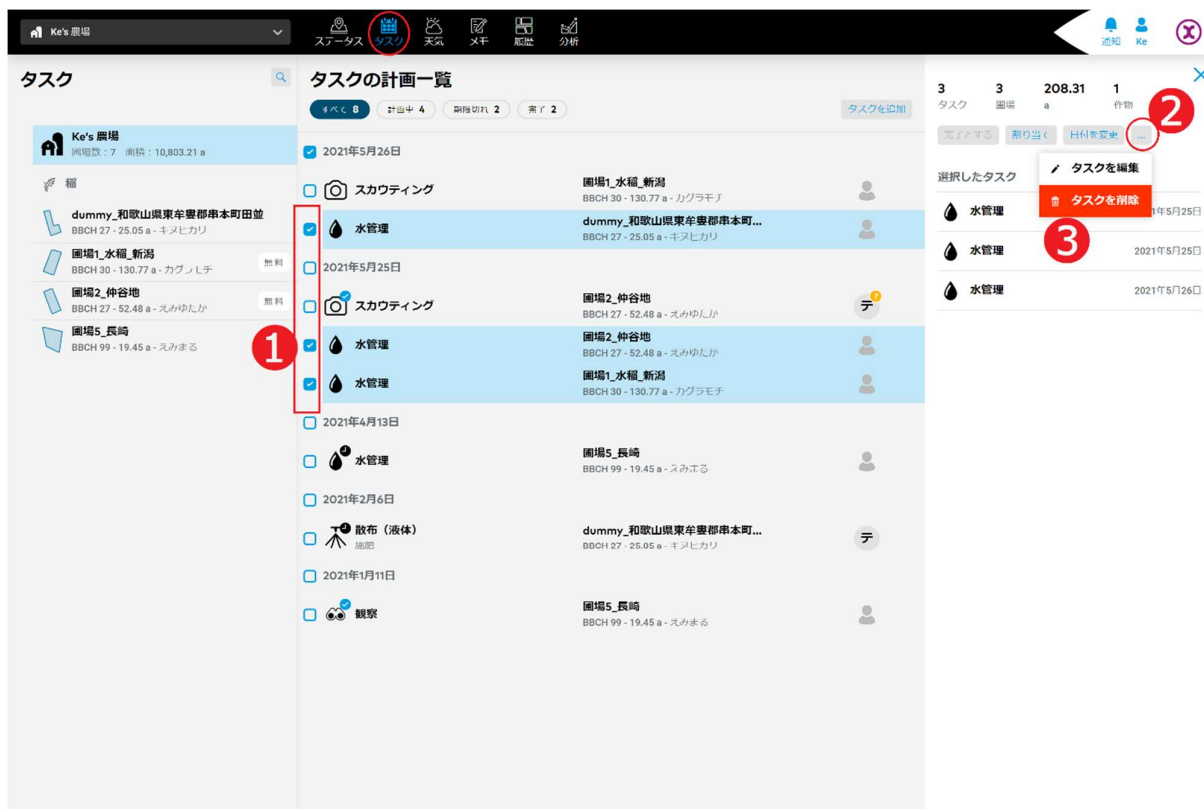 Ke's 農場
ステータス
タスク
天気
メモ
履歴
分析
通知
Ke
タスク
Ke's 農場
圃場数：7 面積：10,803.21 a
稲
dummy_和歌山県東牟婁郡串本町田並
BBCH 27 - 25.05 a - キヌヒカリ
圃場1_水稲_新潟
BBCH 30 - 130.77 a - カグラモチ
無料
圃場2_仲谷地
BBCH 27 - 52.48 a - えみゆたか
無料
圃場5_長崎
BBCH 99 - 19.45 a - えみまる
タスクの計画一覧
すべて 8
計画中 4
期限切れ 2
完了 2
タスクを追加
2021年5月26日
スカウティング
圃場1_水稲_新潟
BBCH 30 - 130.77 a - カグラモチ
1
水管理
dummy_和歌山県東牟婁郡串本町...
BBCH 27 - 25.05 a - キヌヒカリ
2021年5月25日
スカウティング
圃場2_仲谷地
BBCH 27 - 52.48 a - えみゆたか
テ
?
水管理
圃場2_仲谷地
BBCH 27 - 52.48 a - えみゆたか
水管理
圃場1_水稲_新潟
BBCH 30 - 130.77 a - カグラモチ
2021年4月13日
水管理
圃場5_長崎
BBCH 99 - 19.45 a - えみまる
2021年2月6日
散布（液体）
施肥
dummy_和歌山県東牟婁郡串本町...
BBCH 27 - 25.05 a - キヌヒカリ
テ
2021年1月11日
観察
圃場5_長崎
BBCH 99 - 19.45 a - えみまる
3 3 208.31 1
タスク 圃場 a 作物
2
完了とする
割り当く
日付を変更
...
タスクを編集
タスクを削除
3
選択したタスク
水管理
1年5月25日
水管理
2021年5月25日
水管理
2021年5月26日